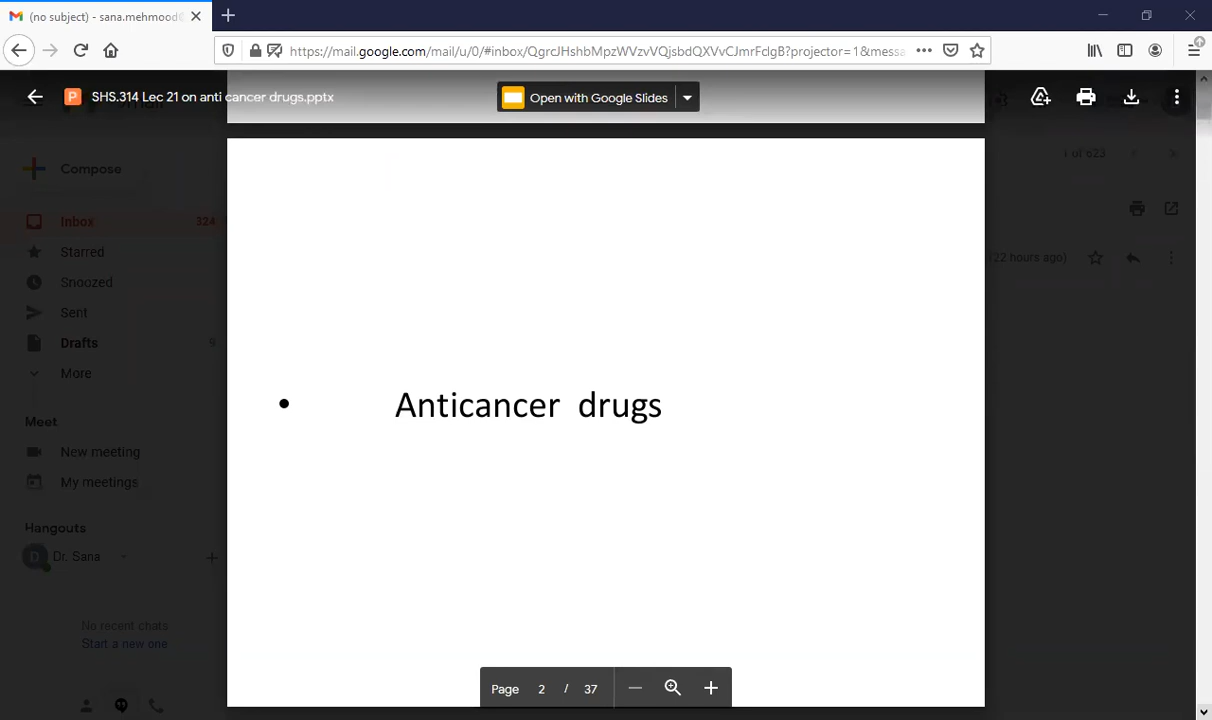 (no subject) - sana.mehmood@
https://mail.google.com/mail/u/0/#inbox/QgrcJHshbMpzWVzvVQjsbdQXVvCJmrFclgB?projector=1&messa
SHS.314 Lec 21 on anti cancer drugs.pptx
Open with Google Slides
Compose
1 of 623
Inbox 324
Starred
(22 hours ago)
Snoozed
Sent
Drafts 9
More
• Anticancer drugs
Meet
New meeting
My meetings
Hangouts
D Dr. Sana
No recent chats
Start a new one
Page 2 / 37